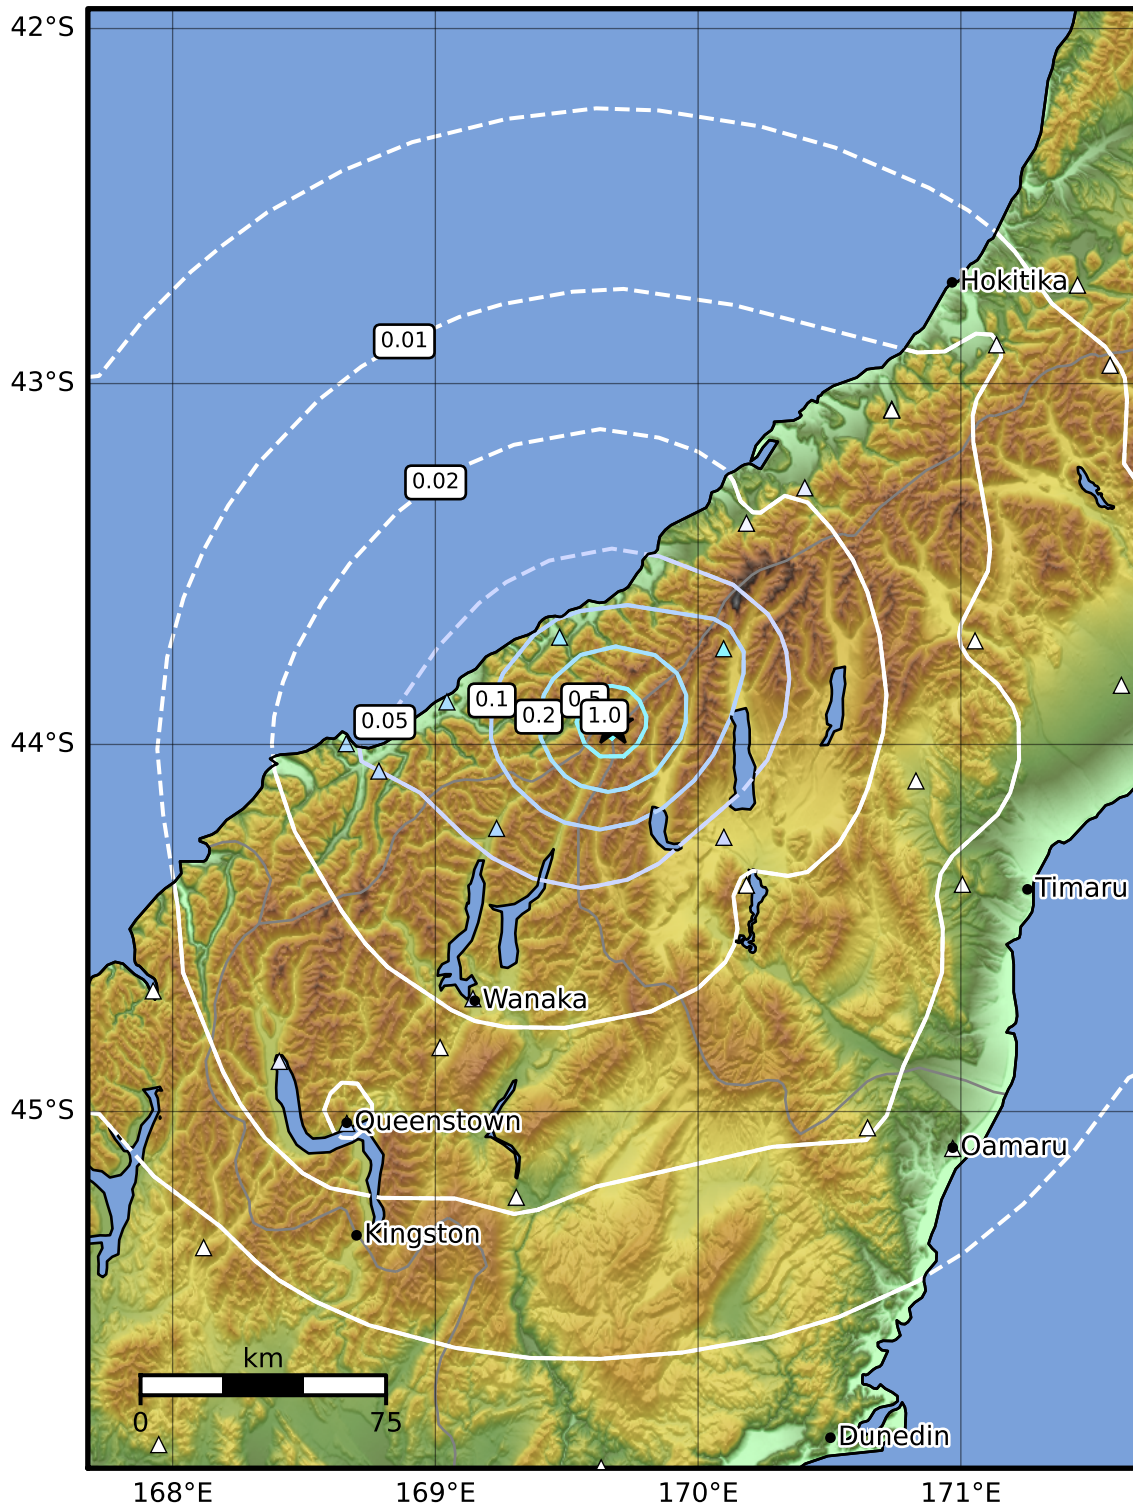 42°S
Hokitika
0.01
43°S
0.02
0.1
0.5
0.2
1.0
0.05
44°S
Timaru
Wanaka
45°S
Queenstown
Oamaru
Kingston
km
0
75
Dunedin
168°E
169°E
170°E
171°E